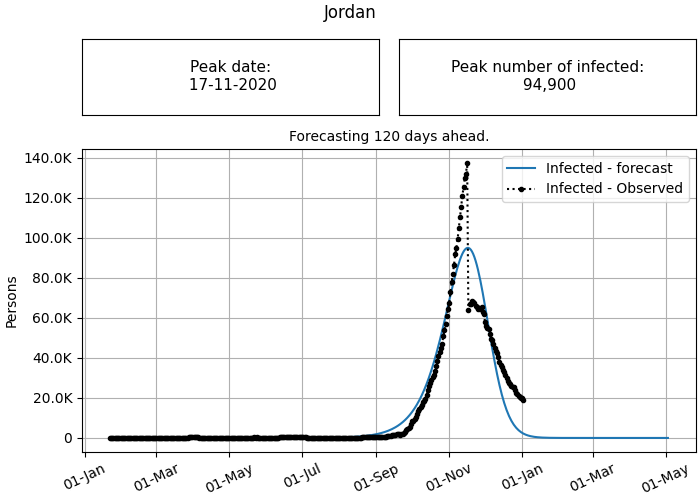 Jordan
Peak date:
17-11-2020
Peak number of infected:
94,900
Forecasting 120 days ahead.
140.0K
120.0K
100.0K
80.0K
60.0K
40.0K
20.0K
0
Persons
Infected - forecast
Infected - Observed
01-Jan
01-Mar
01-May
01-Jul
01-Sep
01-Nov
01-Jan
01-Mar
01-May